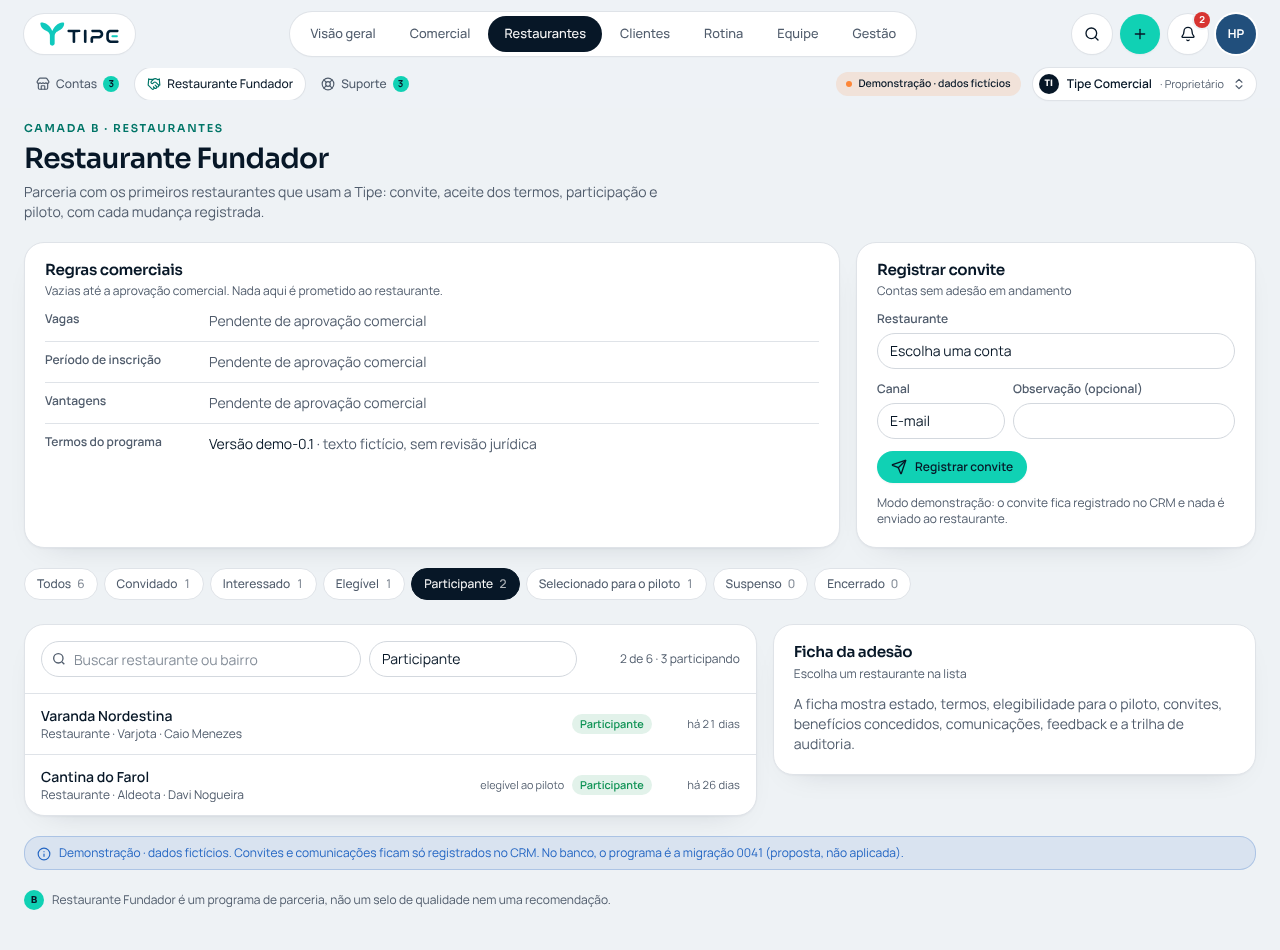 TIPE
Visão geral
Comercial
Restaurantes
Clientes
Rotina
Equipe
Gestão
2
HP
Contas 3
Restaurante Fundador
Suporte 3
Demonstração · dados fictícios
TI Tipe Comercial · Proprietário
CAMADA B · RESTAURANTES
Restaurante Fundador
Parceria com os primeiros restaurantes que usam a Tipe: convite, aceite dos termos, participação e
piloto, com cada mudança registrada.
Regras comerciais
Vazias até a aprovação comercial. Nada aqui é prometido ao restaurante.
Vagas Pendente de aprovação comercial
Período de inscrição Pendente de aprovação comercial
Vantagens Pendente de aprovação comercial
Termos do programa Versão demo-0.1 · texto fictício, sem revisão jurídica
Registrar convite
Contas sem adesão em andamento
Restaurante
Escolha uma conta
Canal Observação (opcional)
E-mail
Registrar convite
Modo demonstração: o convite fica registrado no CRM e nada é
enviado ao restaurante.
Todos 6
Convidado 1
Interessado 1
Elegível 1
Participante 2
Selecionado para o piloto 1
Suspenso 0
Encerrado 0
Buscar restaurante ou bairro
Participante
2 de 6 · 3 participando
Varanda Nordestina
Restaurante · Varjota · Caio Menezes
Participante
há 21 dias
Cantina do Farol
Restaurante · Aldeota · Davi Nogueira
elegível ao piloto
Participante
há 26 dias
Ficha da adesão
Escolha um restaurante na lista
A ficha mostra estado, termos, elegibilidade para o piloto, convites,
benefícios concedidos, comunicações, feedback e a trilha de
auditoria.
Demonstração · dados fictícios. Convites e comunicações ficam só registrados no CRM. No banco, o programa é a migração 0041 (proposta, não aplicada).
B Restaurante Fundador é um programa de parceria, não um selo de qualidade nem uma recomendação.